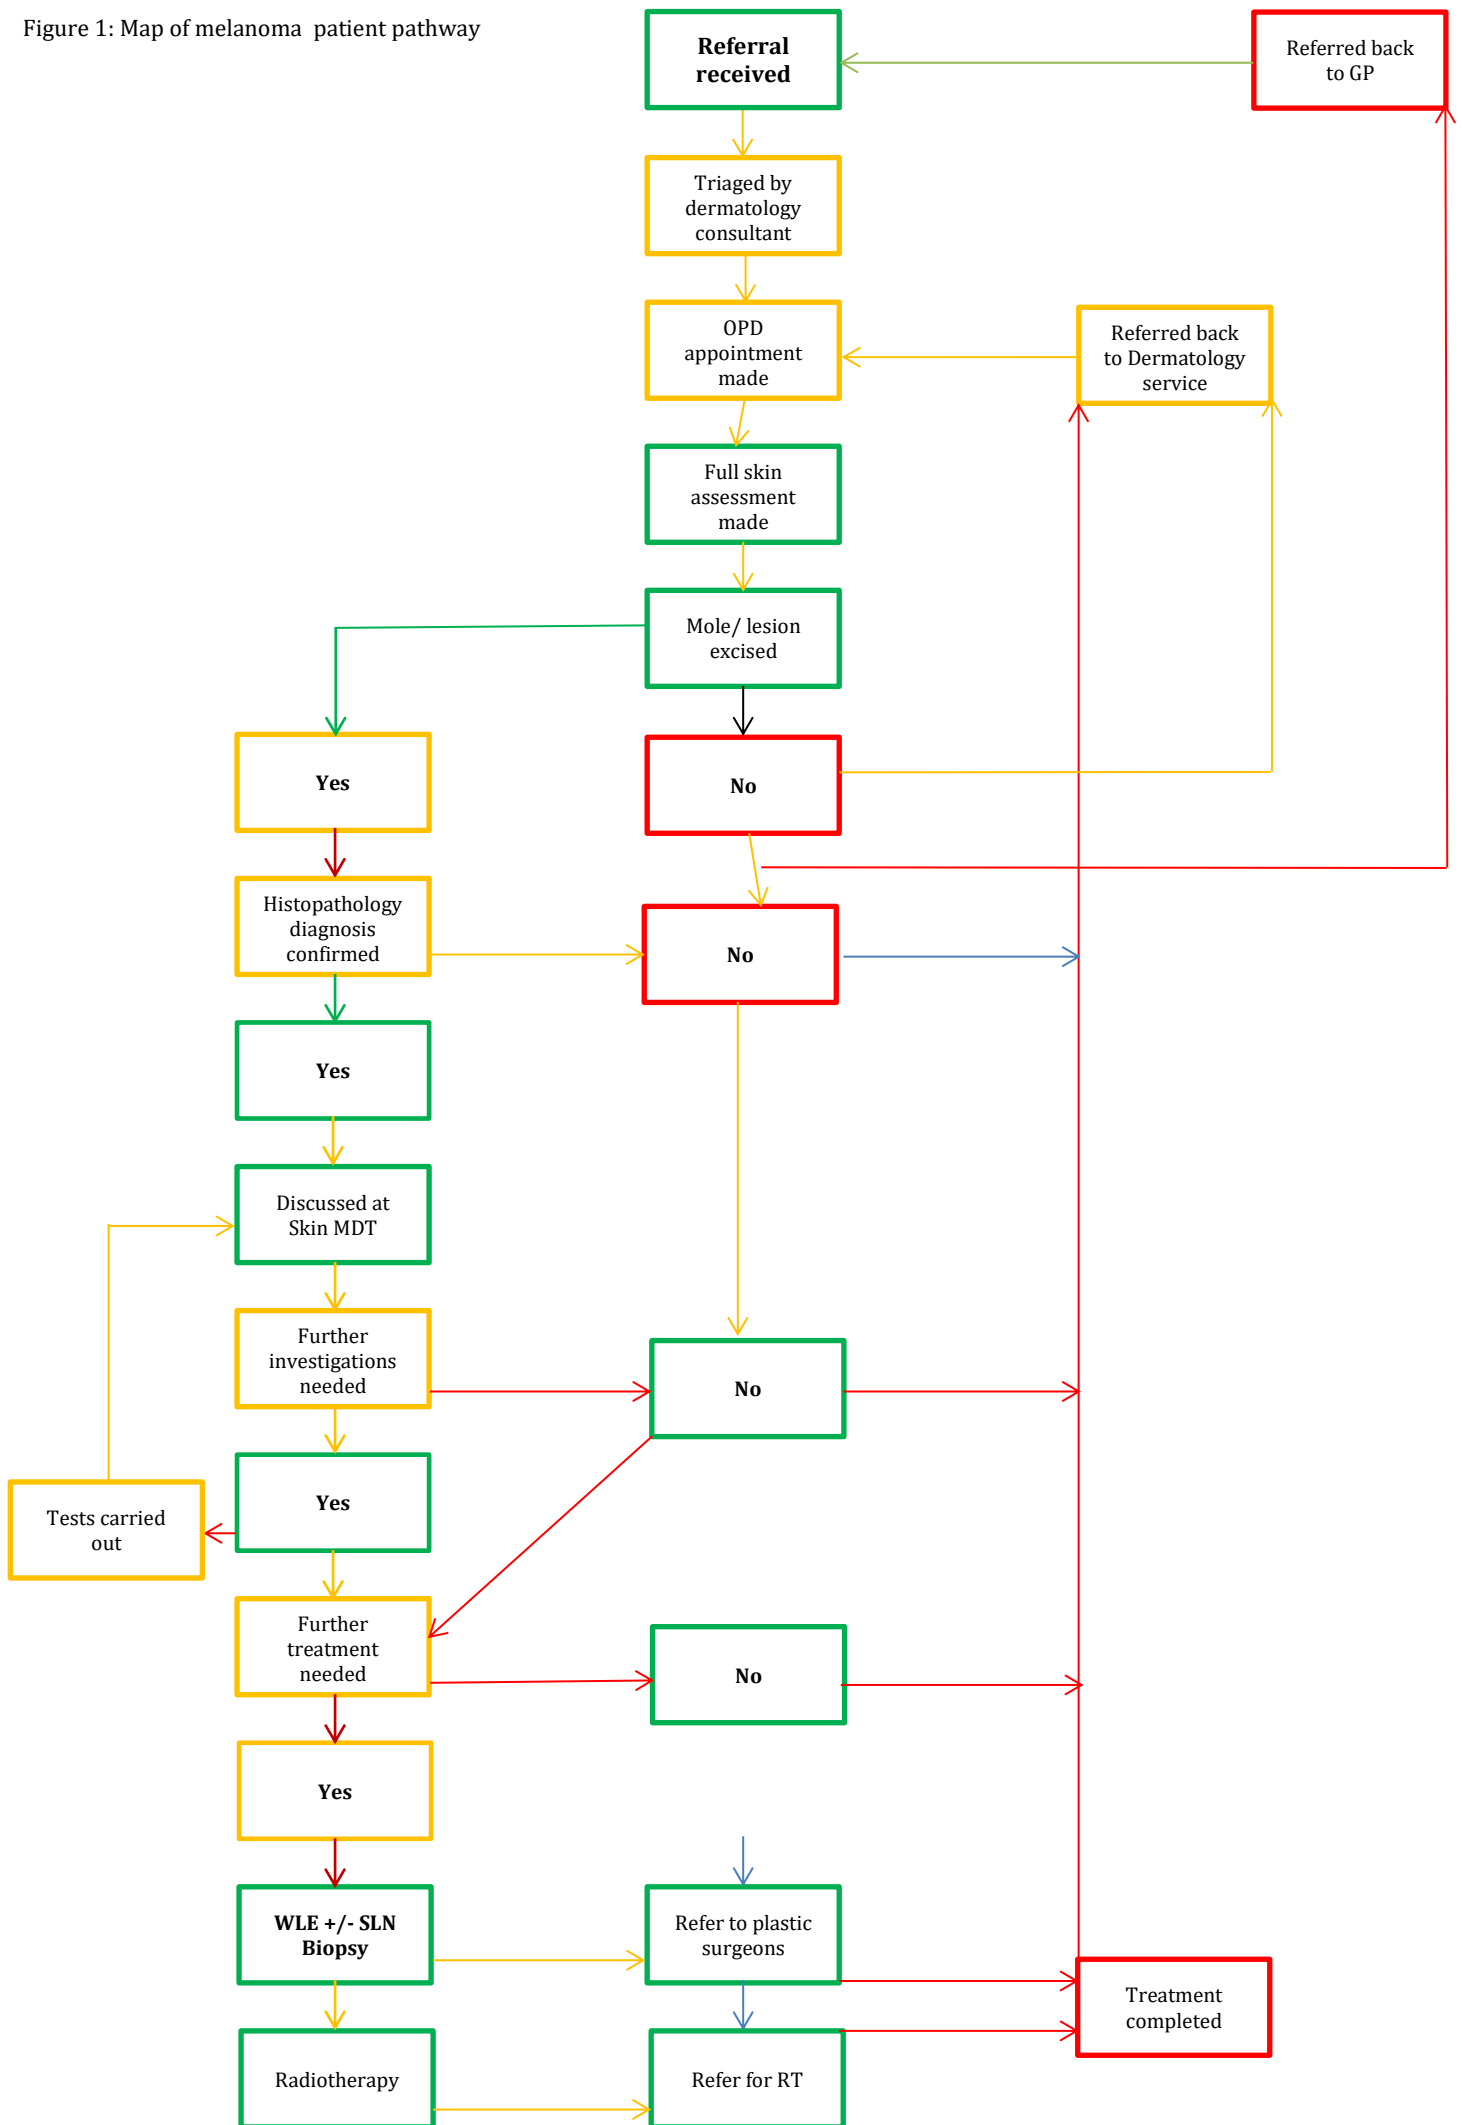 Figure 1: Map of melanoma  patient pathway
Referral
received
Referred back
to GP
Triaged by
dermatology
consultant
OPD
appointment
made
Referred back
to Dermatology
service
Full skin
assessment
made
Mole/ lesion
excised
Yes
No
Histopathology
diagnosis
confirmed
No
Yes
Discussed at
Skin MDT
Further
investigations
needed
No
Yes
Tests carried
out
Further
treatment
needed
No
Yes
WLE +/- SLN
Biopsy
Refer to plastic
surgeons
Treatment
completed
Radiotherapy
Refer for RT